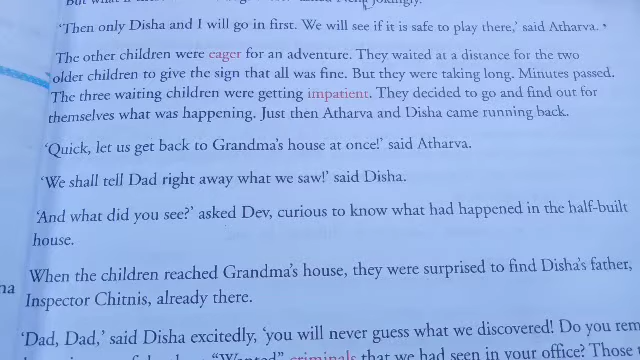 'Then only Disha and I will go in first. We will see if it is safe to play there,' said Atharva.
The other children were eager for an adventure. They waited at a distance for the two
older children to give the sign that all was fine. But they were taking long. Minutes passed.
The three waiting children were getting impatient. They decided to go and find out for
themselves what was happening. Just then Atharva and Disha came running back.
'Quick, let us get back to Grandma's house at once!' said Atharva.
'We shall tell Dad right away what we saw!' said Disha.
'And what did you see?' asked Dev, curious to know what had happened in the half-built
house.
When the children reached Grandma's house, they were surprised to find Disha's father,
Inspector Chitnis, already there.
'Dad, Dad,' said Disha excitedly, 'you will never guess what we discovered! Do you rem
"Wanted" criminals that we had seen in your office? Those